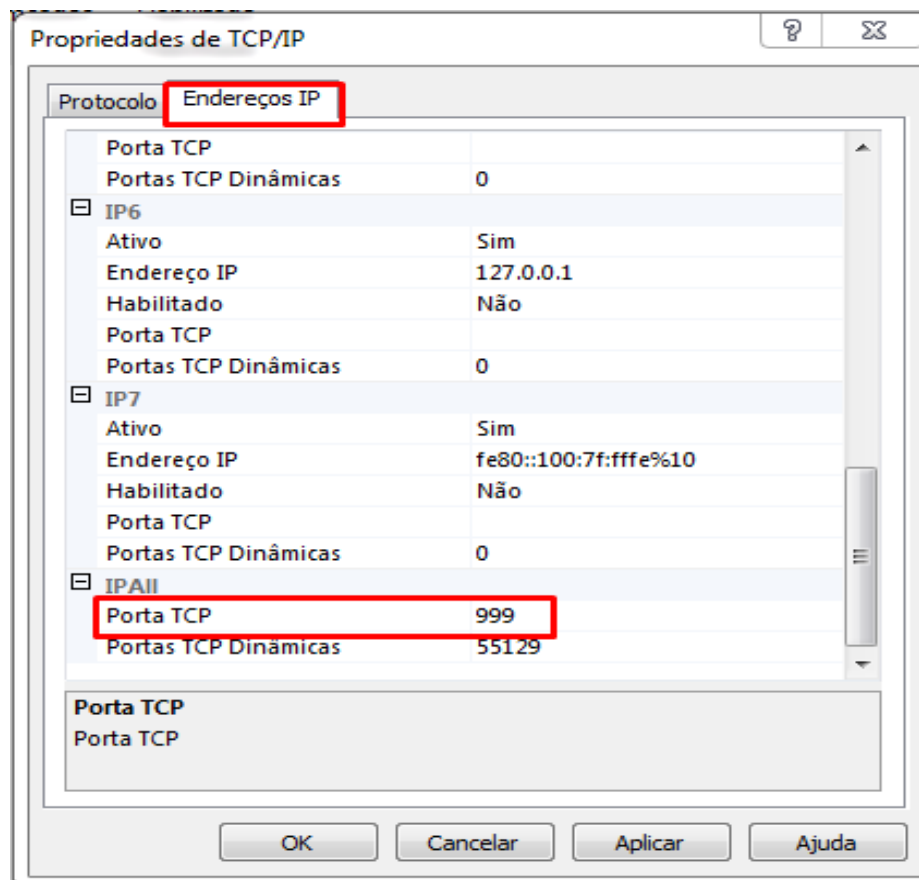 Propriedades de TCP/IP
Protocolo Endereços IP
Porta TCP
Portas TCP Dinâmicas 0
IP6
Ativo Sim
Endereço IP 127.0.0.1
Habilitado Não
Porta TCP
Portas TCP Dinâmicas 0
IP7
Ativo Sim
Endereço IP fe80::100:7f:fffe%10
Habilitado Não
Porta TCP
Portas TCP Dinâmicas 0
IPAll
Porta TCP 999
Portas TCP Dinâmicas 55129
Porta TCP
Porta TCP
OK Cancelar Aplicar Ajuda